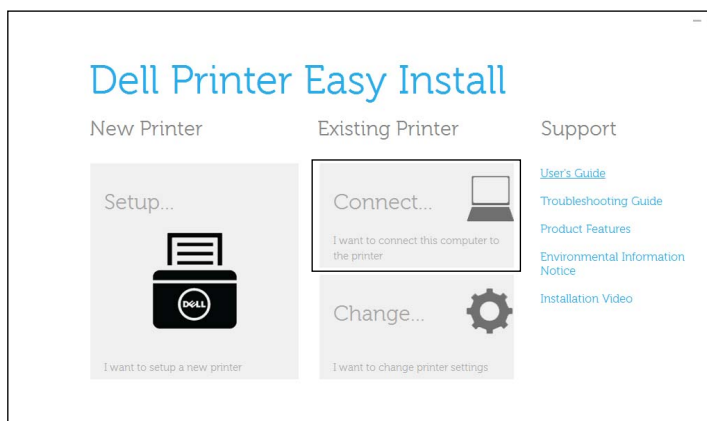 Dell Printer Easy Install
New Printer
Existing Printer
Support
Setup...
DELL
I want to setup a new printer
Connect...
I want to connect this computer to
the printer
Change...
I want to change printer settings
User's Guide
Troubleshooting Guide
Product Features
Environmental Information
Notice
Installation Video